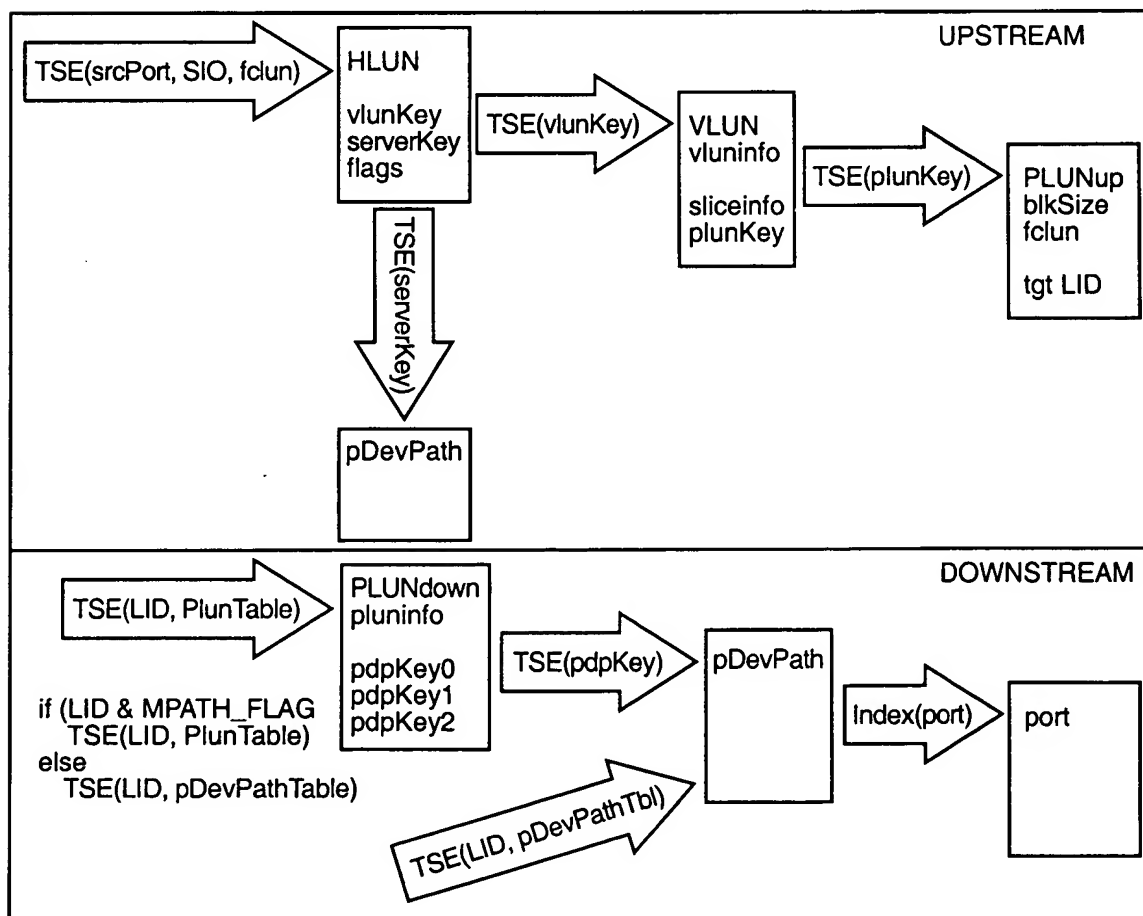 UPSTREAM
TSE(srcPort, SIO, fclun)
HLUN
vlunKey
serverKey
flags
TSE(vlunKey)
VLUN
vluninfo
sliceinfo
plunKey
TSE(plunKey)
PLUNup
blkSize
fclun
tgt LID
TSE(serverKey)
pDevPath
DOWNSTREAM
TSE(LID, PlunTable)
PLUNdown
pluninfo
pdpKey0
pdpKey1
pdpKey2
TSE(pdpKey)
pDevPath
Index(port)
port
if (LID & MPATH_FLAG
TSE(LID, PlunTable)
else
TSE(LID, pDevPathTable)
TSE(LID, pDevPathTbl)